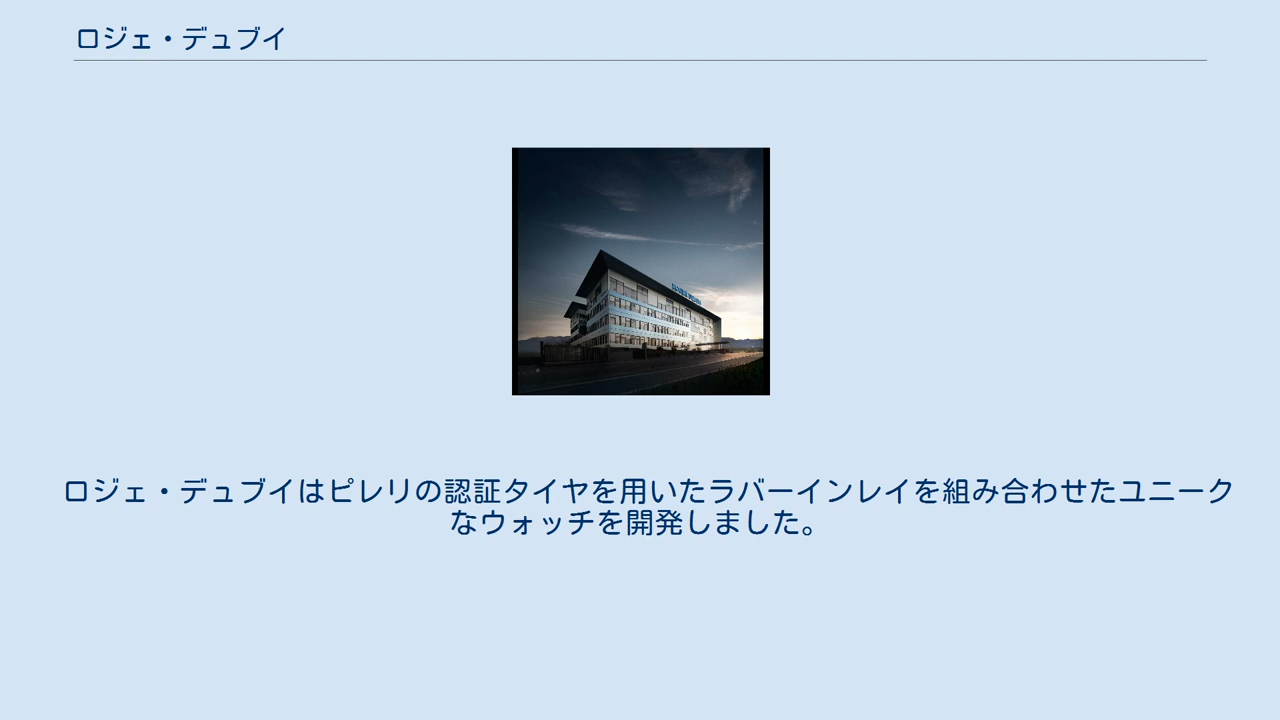 ロジェ・デュブイ
ロジェ・デュブイはピレリの認証タイヤを用いたラバーインレイを組み合わせたユニーク
なウォッチを開発しました。